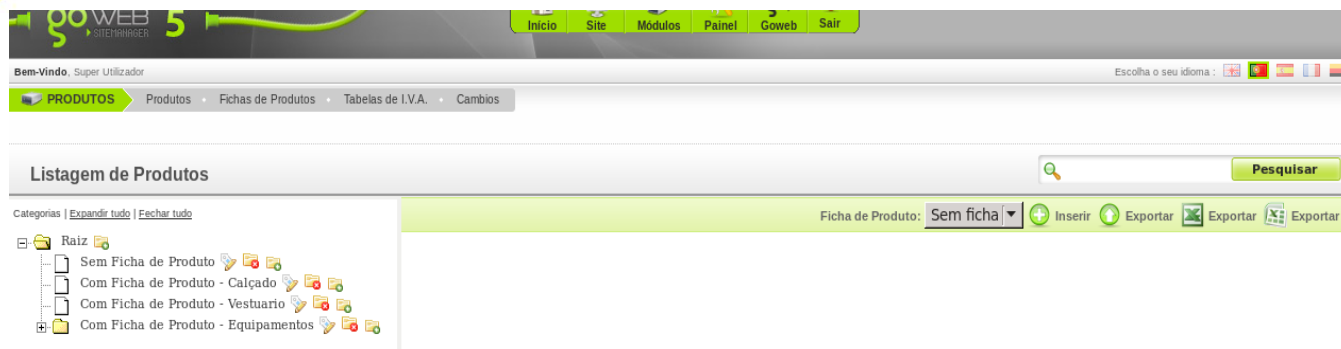 goWEB 5
SITEMANAGER
Início Site Módulos Painel Goweb Sair
Bem-Vindo, Super Utilizador
Escolha o seu idioma :
PRODUTOS Produtos Fichas de Produtos Tabelas de I.V.A. Cambios
Listagem de Produtos
Pesquisar
Categorias | Expandir tudo | Fechar tudo
Ficha de Produto: Sem ficha Inserir Exportar Exportar Exportar
Raiz
Sem Ficha de Produto
Com Ficha de Produto - Calçado
Com Ficha de Produto - Vestuario
Com Ficha de Produto - Equipamentos